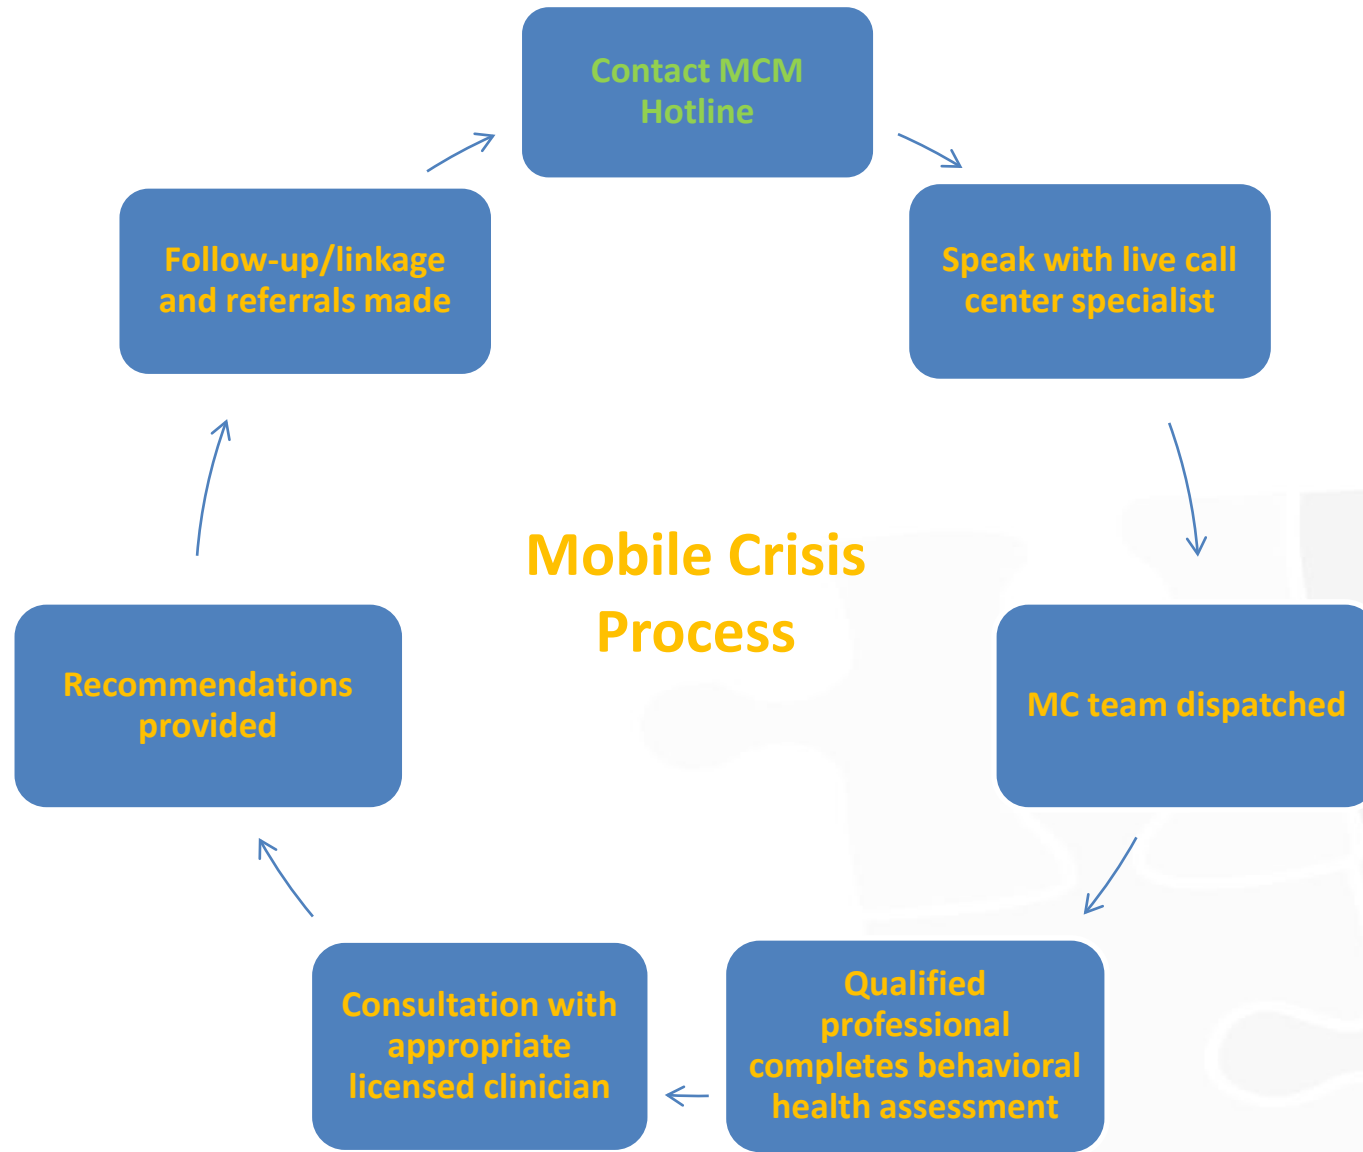 Contact MCM
Hotline
Speak with live call
center specialist
MC team dispatched
Qualified
professional
completes behavioral
health assessment
Consultation with
appropriate
licensed clinician
Recommendations
provided
Follow-up/linkage
and referrals made
Mobile Crisis
Process